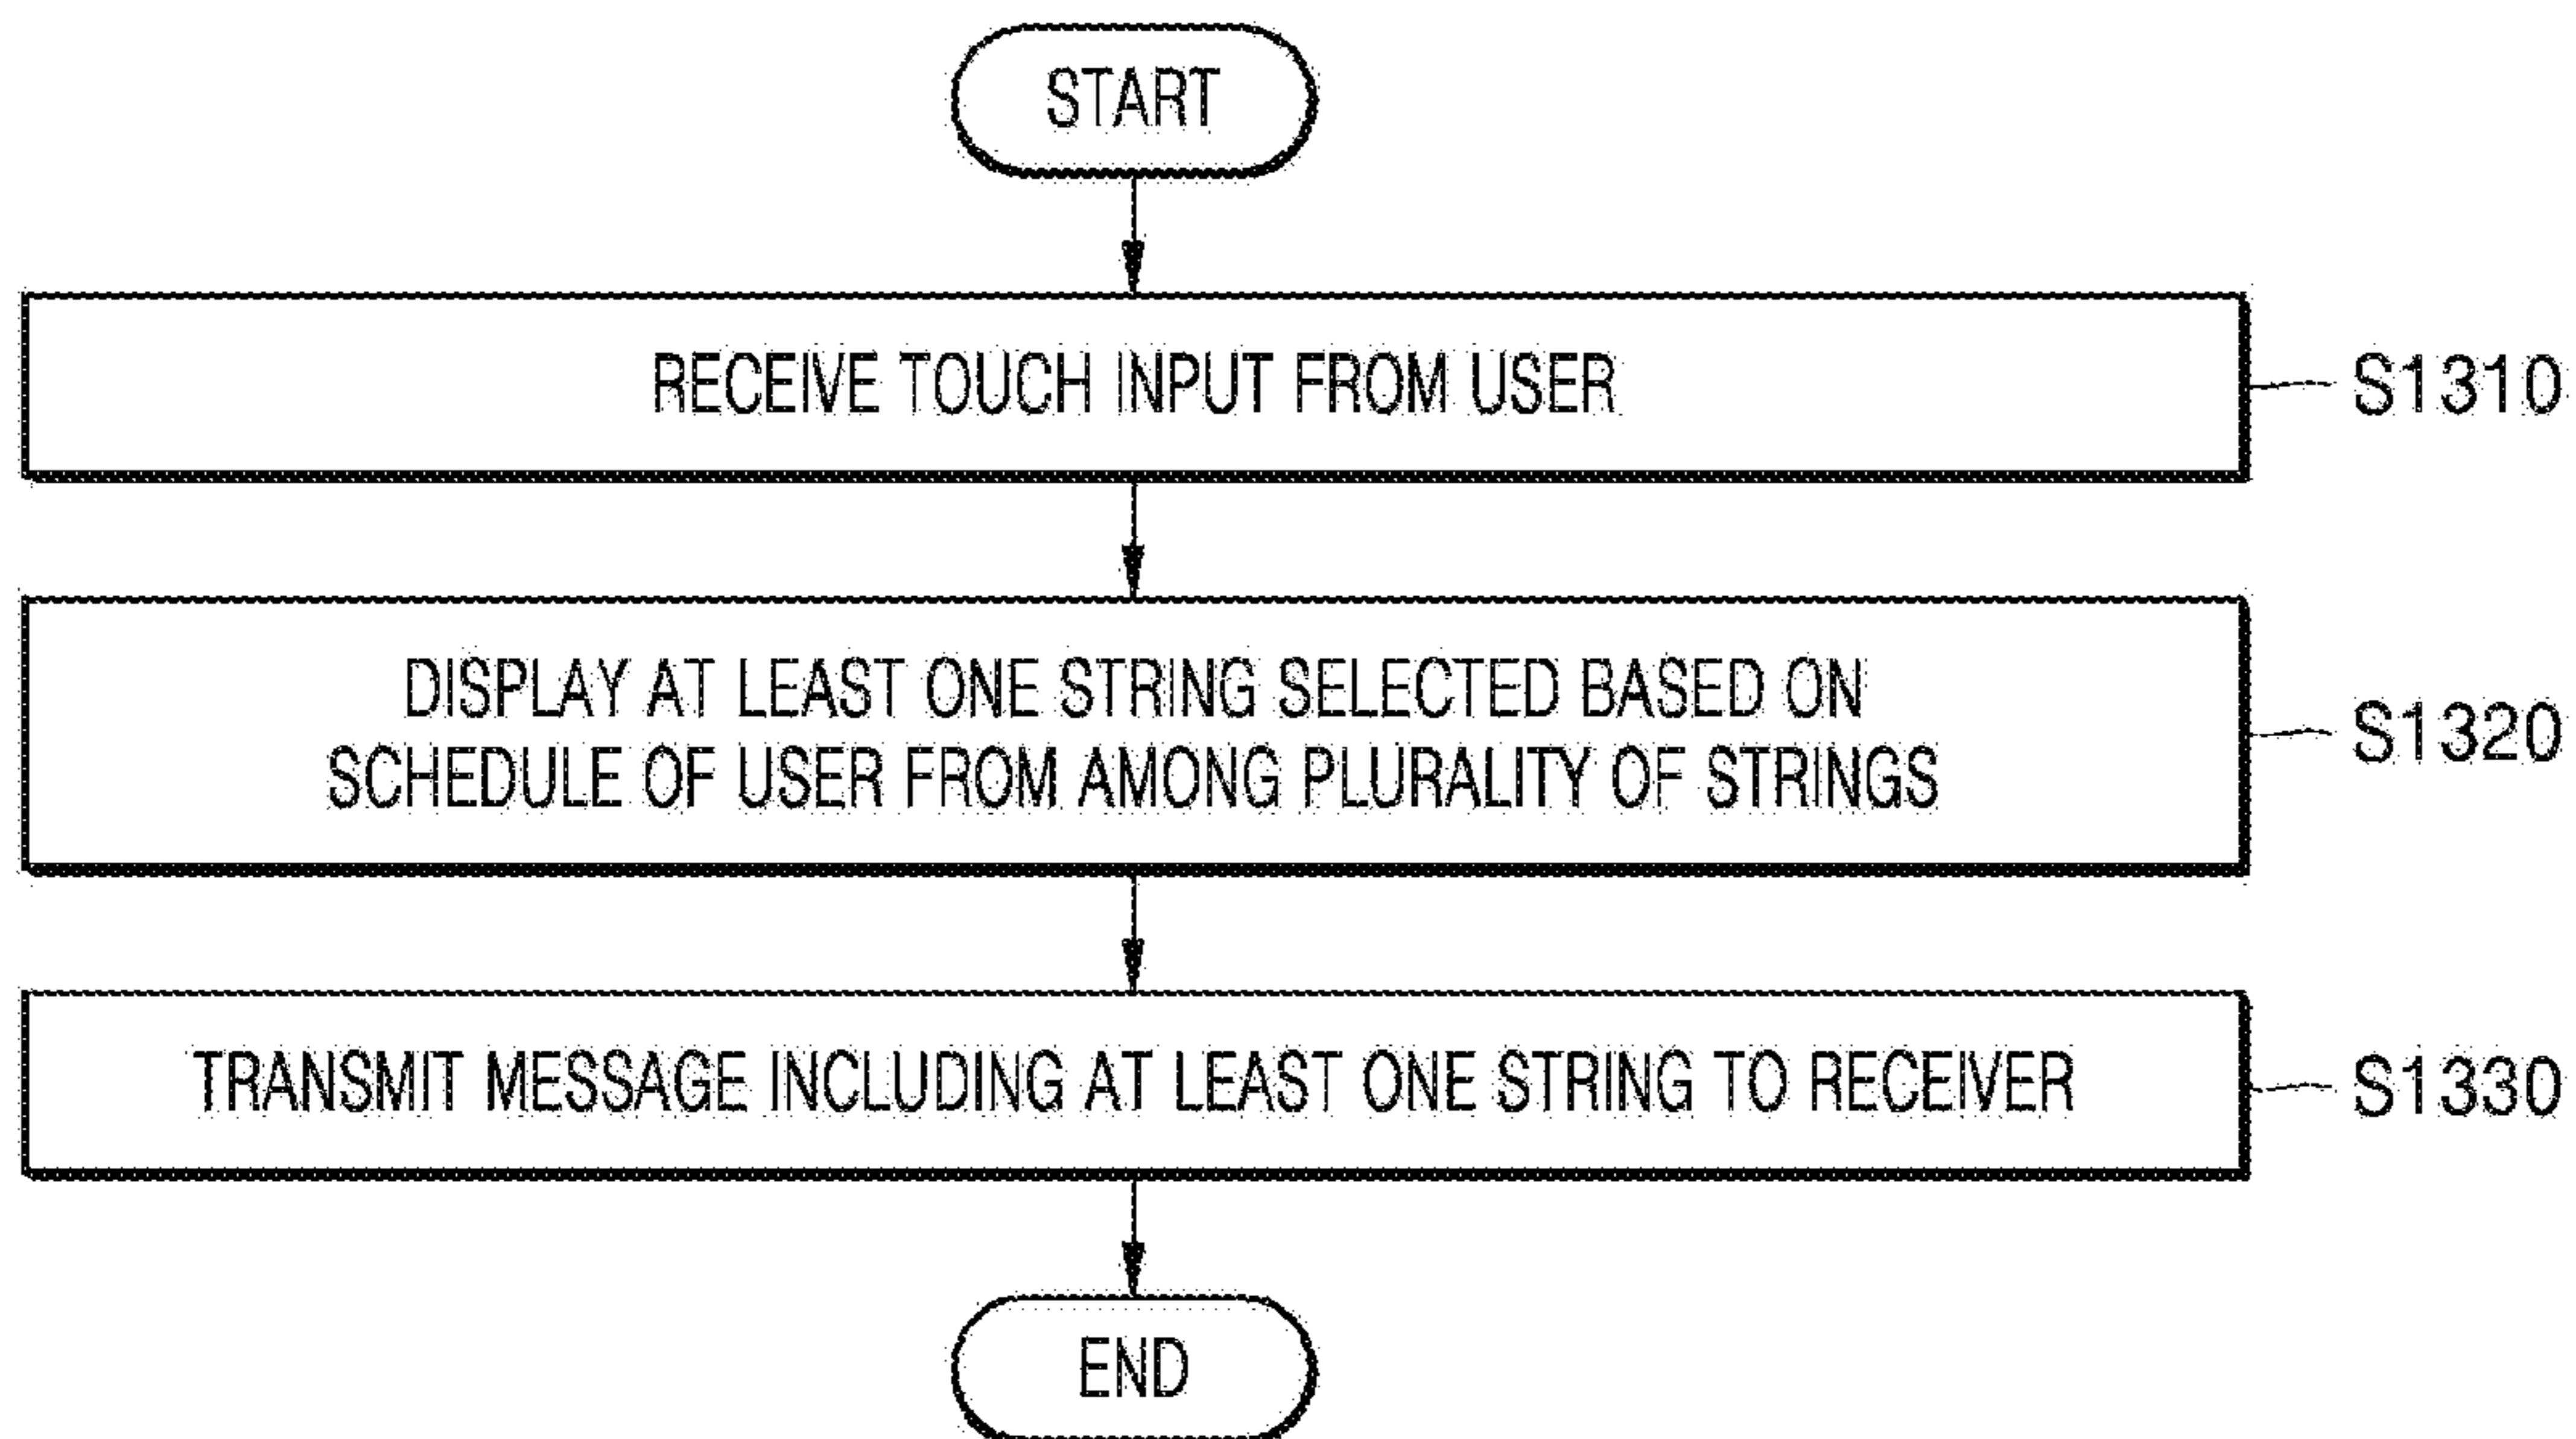 START
RECEIVE TOUCH INPUT FROM USER
S1310
DISPLAY AT LEAST ONE STRING SELECTED BASED ON
SCHEDULE OF USER FROM AMONG PLURALITY OF STRINGS
S1320
TRANSMIT MESSAGE INCLUDING AT LEAST ONE STRING TO RECEIVER
S1330
END